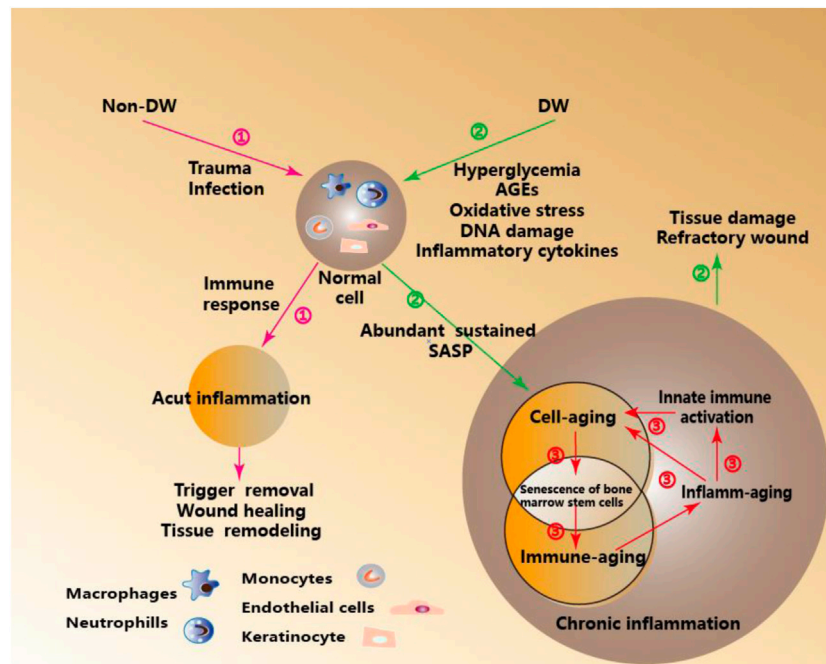 Non-DW
DW
①
②
Trauma
Infection
Hyperglycemia
AGEs
Oxidative stress
DNA damage
Inflammatory cytokines
Tissue damage
Refractory wound
②
Normal
cell
Immune
response
①
②
Abundant sustained
SASP
Acut inflammation
Trigger removal
Wound healing
Tissue remodeling
Cell-aging
Innate immune
activation
③
③
③
③
Senescence of bone
marrow stem cells
Inflamm-aging
③
Immune-aging
Chronic inflammation
Macrophages
Neutrophills
Monocytes
Endothelial cells
Keratinocyte